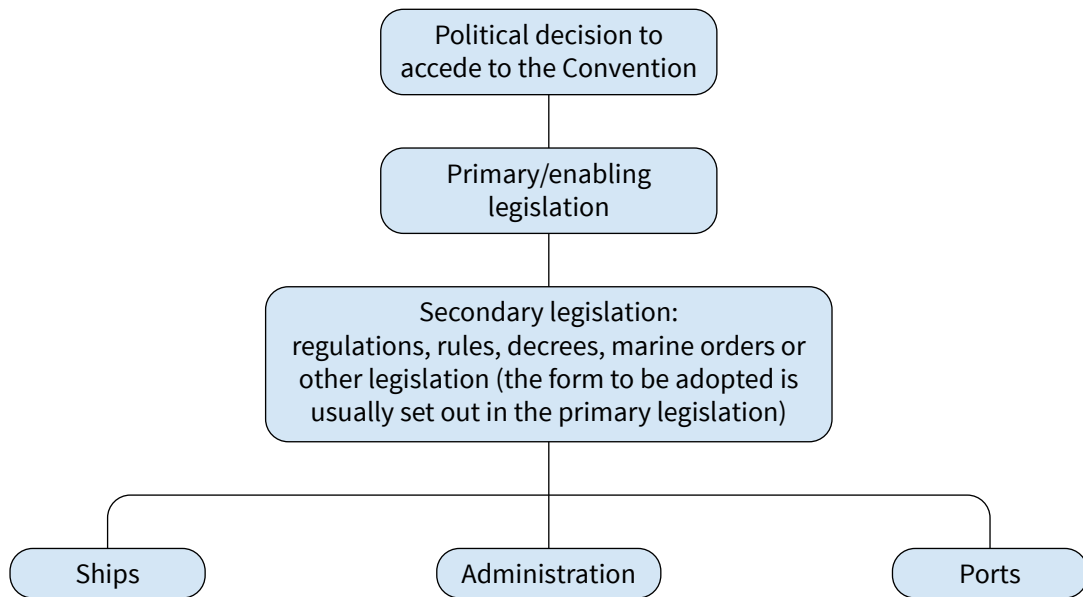 Political decision to
accede to the Convention
Primary/enabling
legislation
Secondary legislation:
regulations, rules, decrees, marine orders or
other legislation (the form to be adopted is
usually set out in the primary legislation)
Ships
Administration
Ports